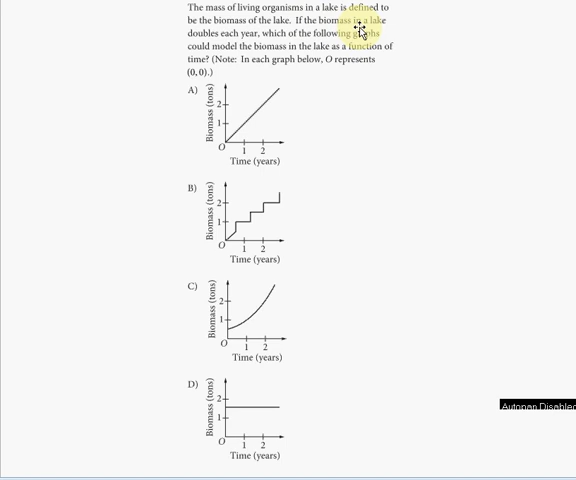 The mass of living organisms in a lake is defined to
be the biomass of the lake. If the biomass in a lake
doubles each year, which of the following graphs
could model the biomass in the lake as a function of
time? (Note: In each graph below, O represents
(0,0).)
A)
Biomass (tons)
2
1
O
1 2
Time (years)
B)
Biomass (tons)
2
1
O
1 2
Time (years)
C)
Biomass (tons)
2
1
O
1 2
Time (years)
D)
Biomass (tons)
2
1
O
1 2
Time (years)
Autopan Disabled